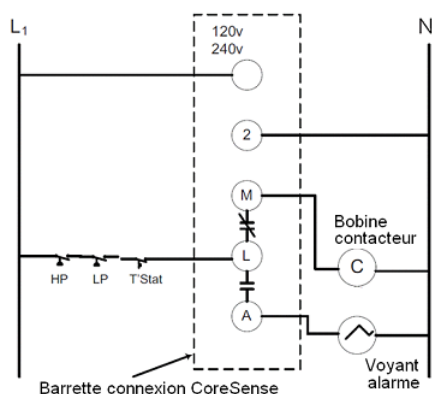 L1
N
120v
240v
2
M
Bobine
contacteur
L
C
HP
LP
T'Stat
A
Voyant
alarme
Barrette connexion CoreSense